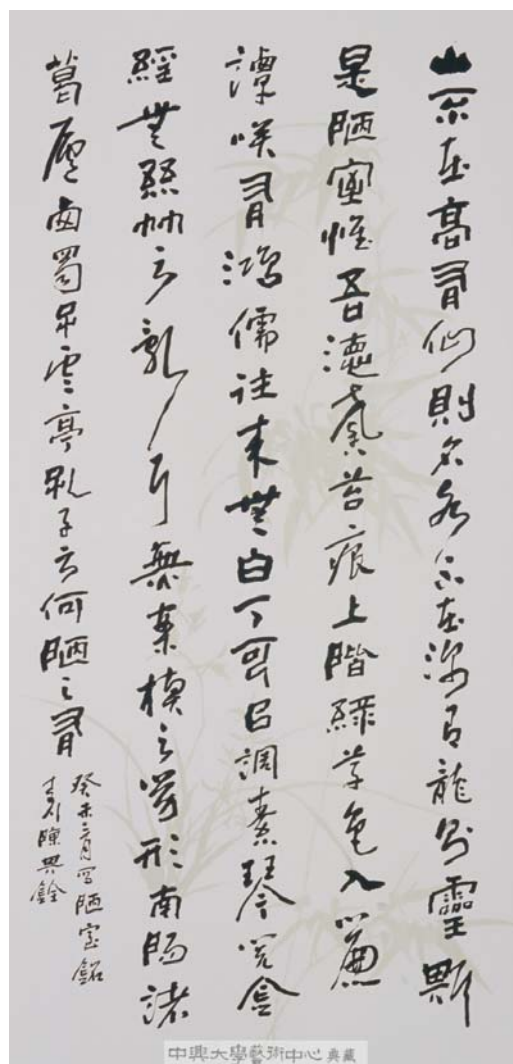 山不在高有仙則名水不在深有龍則靈斯
是陋室惟吾德馨苔痕上階綠草色入簾
譚笑有鴻儒往來無白丁可以調素琴閱金
經無絲竹之亂耳無案牘之勞形南陽諸
葛廬西蜀子雲亭孔子云何陋之有
癸未月寫陋室銘
陳其銓
中興大學藝術中心典藏